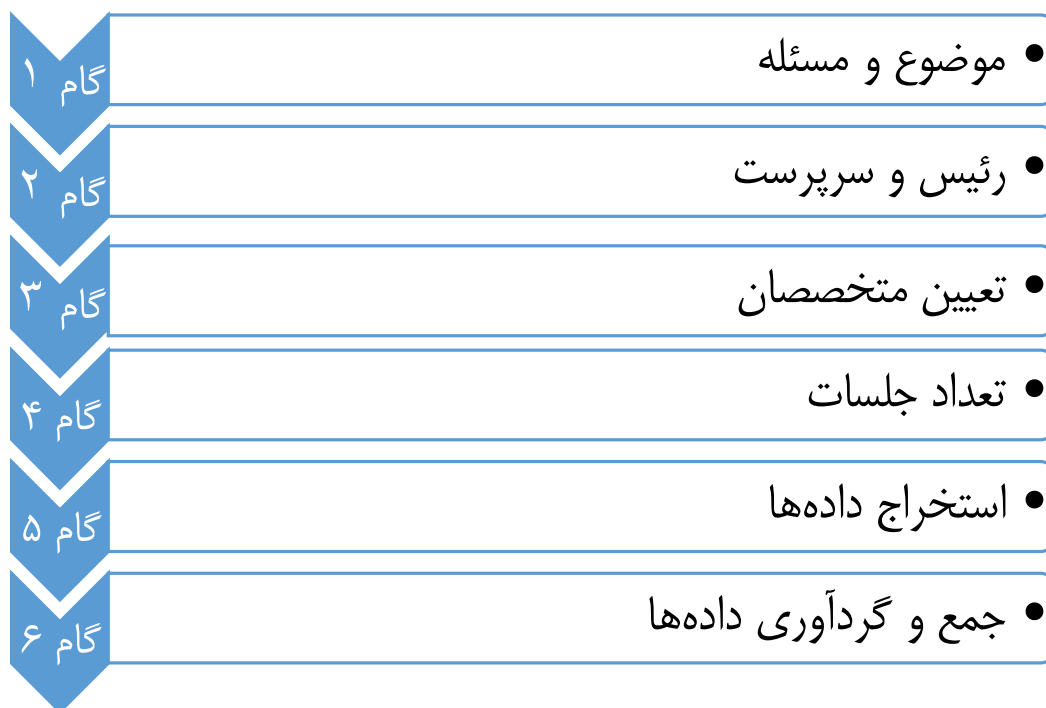 گام ۱
• موضوع و مسئله
گام ۲
• رئیس و سرپرست
گام ۳
• تعیین متخصصان
گام ۴
• تعداد جلسات
گام ۵
• استخراج داده‌ها
گام ۶
• جمع و گردآوری داده‌ها